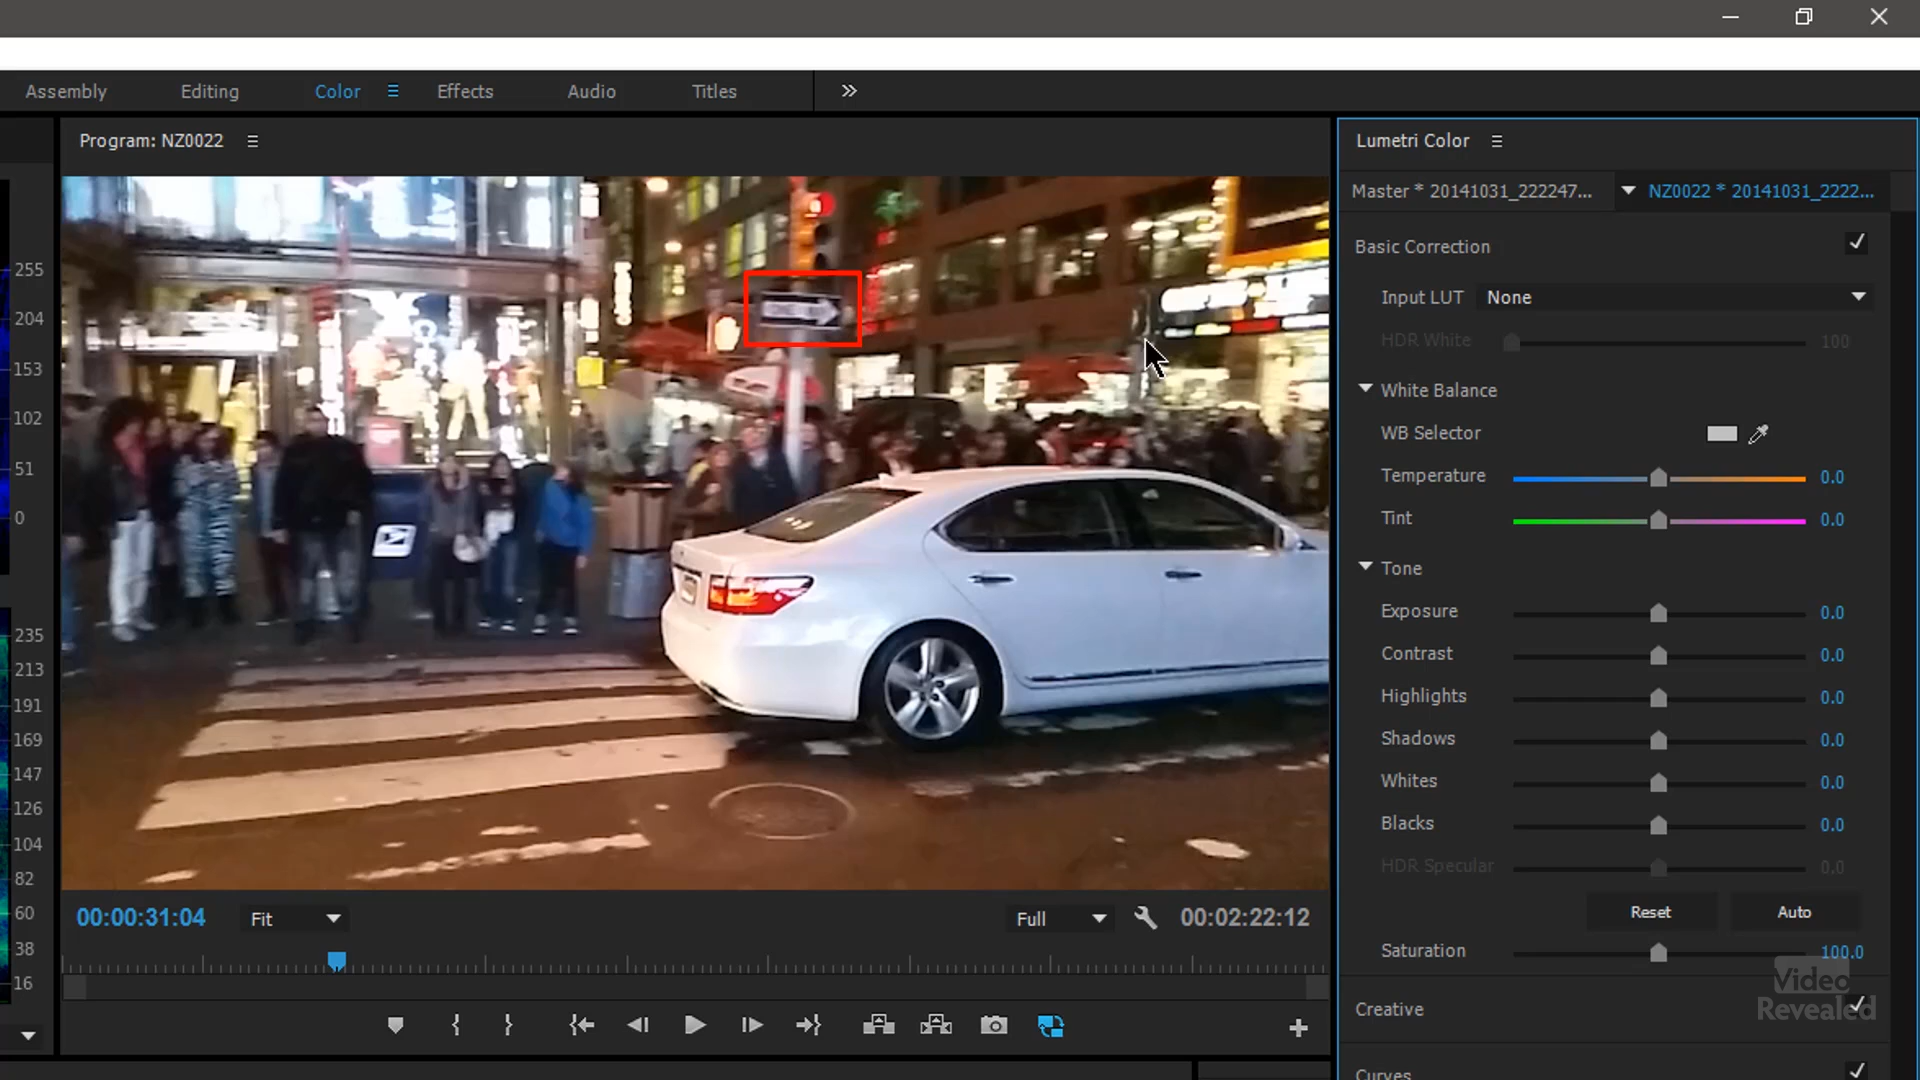 Assembly Editing Color Effects Audio Titles
Program: NZ0022
Lumetri Color
Master * 20141031_222247... NZ0022 * 20141031_2222...
Basic Correction
Input LUT None
HDR White 100
White Balance
WB Selector
Temperature 0.0
Tint 0.0
Tone
Exposure 0.0
Contrast 0.0
Highlights 0.0
Shadows 0.0
Whites 0.0
Blacks 0.0
HDR Specular 0.0
Reset Auto
Saturation 100.0
Creative
Curves
255
204
153
102
51
0
235
213
191
169
147
126
104
82
60
38
16
00:00:31:04 Fit Full 00:02:22:12
Video
Revealed